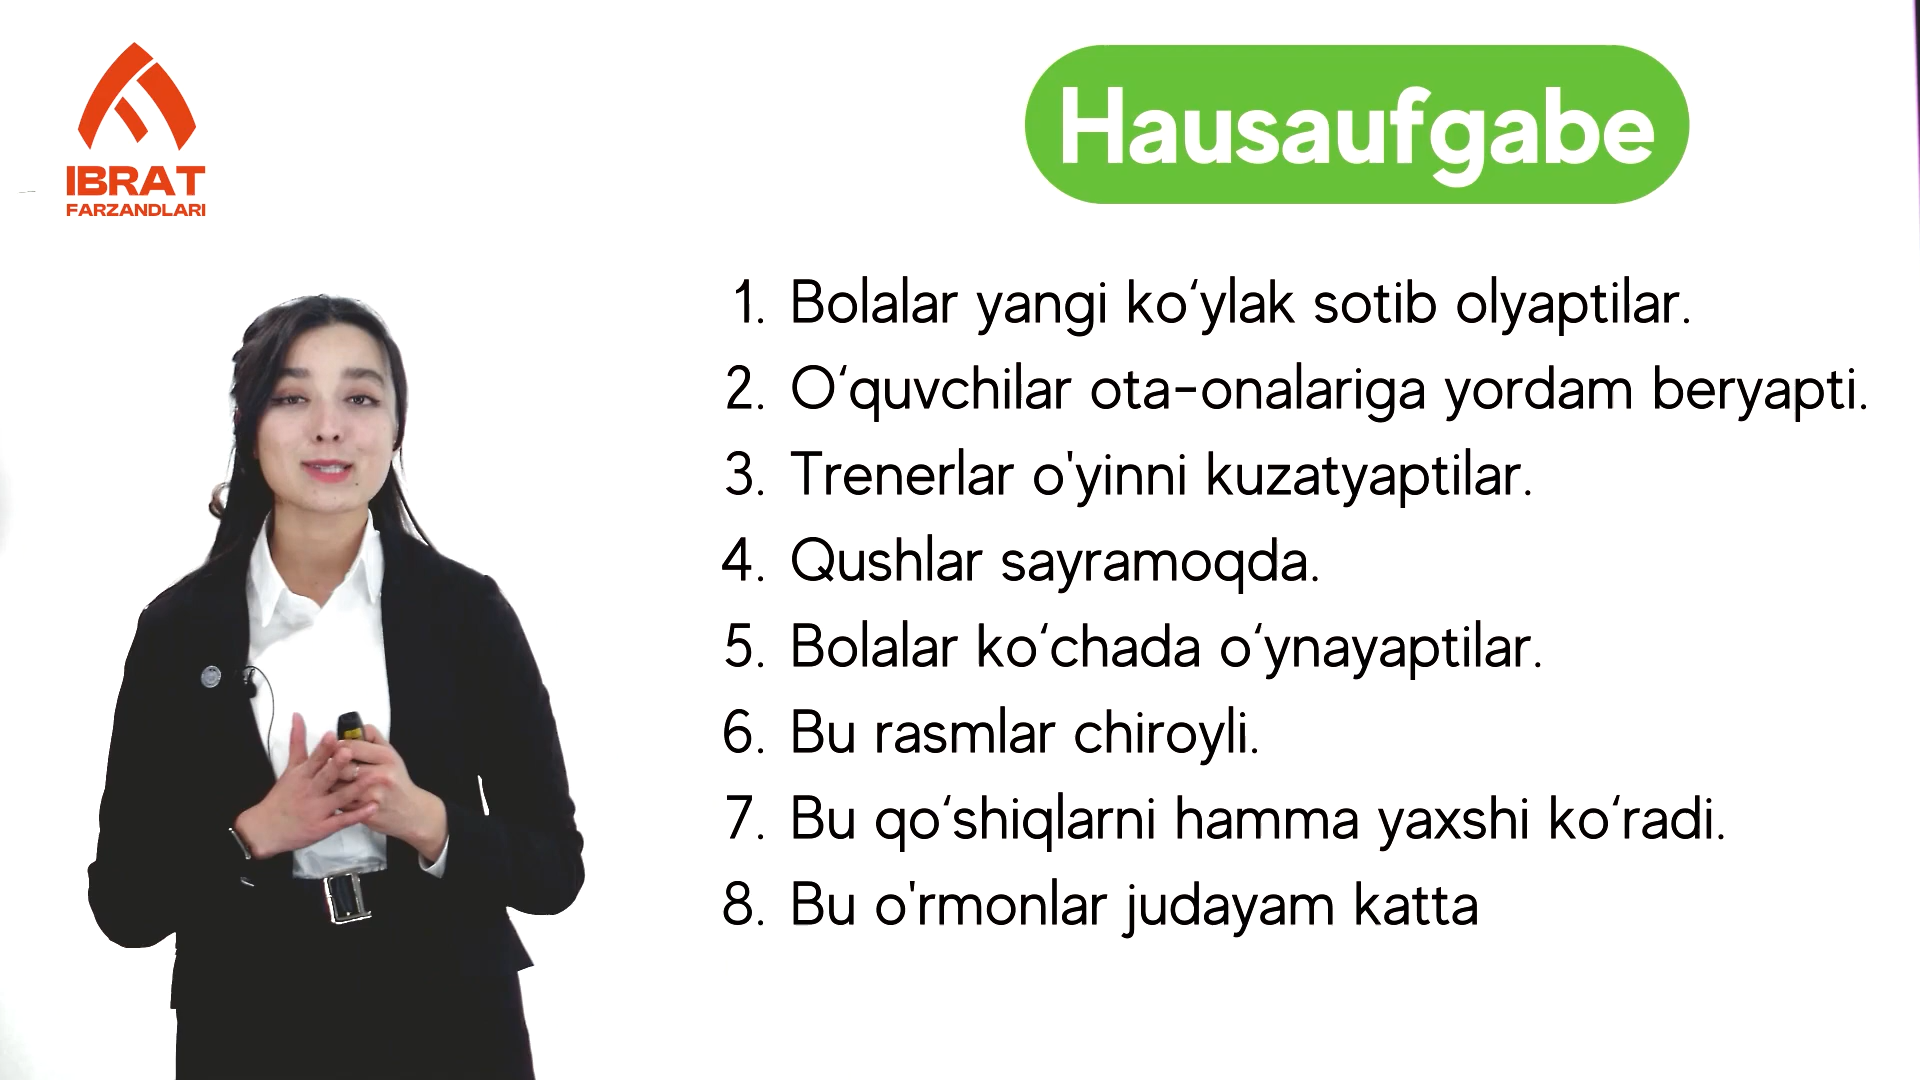 IBRAT
FARZANDLARI
Hausaufgabe
1. Bolalar yangi ko‘ylak sotib olyaptilar.
2. O‘quvchilar ota-onalariga yordam beryapti.
3. Trenerlar o'yinni kuzatyaptilar.
4. Qushlar sayramoqda.
5. Bolalar ko‘chada o‘ynayaptilar.
6. Bu rasmlar chiroyli.
7. Bu qo‘shiqlarni hamma yaxshi ko‘radi.
8. Bu o'rmonlar judayam katta